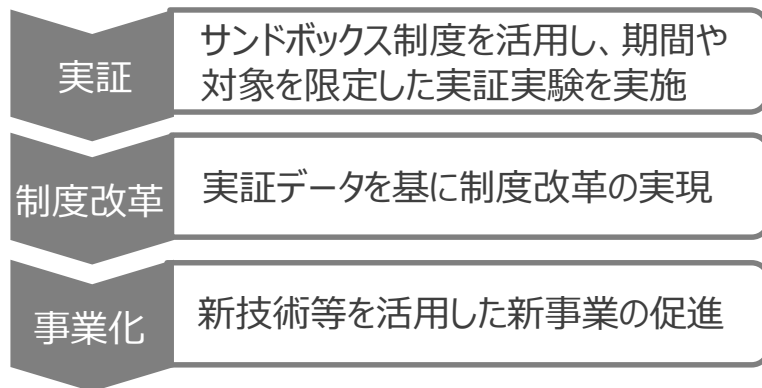 実証
サンドボックス制度を活用し、期間や
対象を限定した実証実験を実施
制度改革
実証データを基に制度改革の実現
事業化
新技術等を活用した新事業の促進